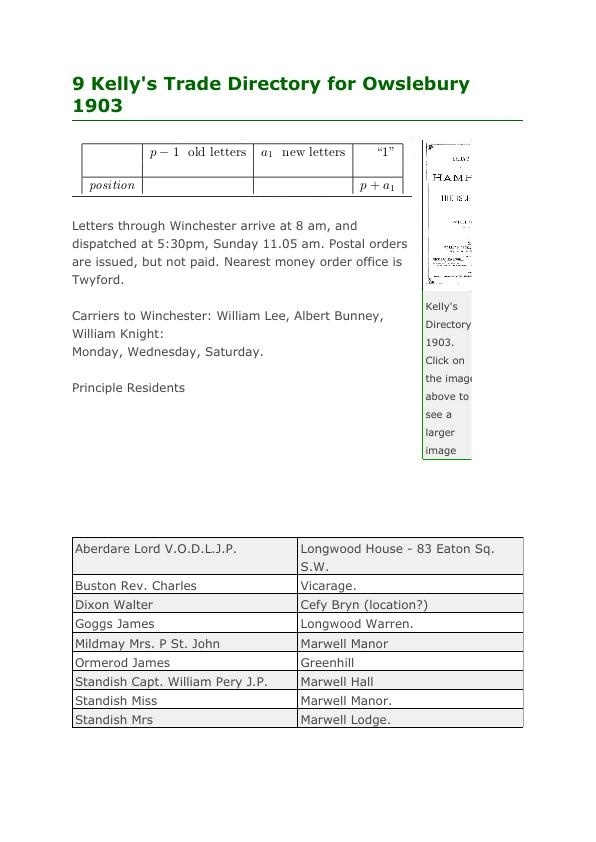 9 Kelly's Trade Directory for Owslebury
1903
p − 1 old letters a₁ new letters “1”
position p + a₁
Letters through Winchester arrive at 8 am, and
dispatched at 5:30pm, Sunday 11.05 am. Postal orders
are issued, but not paid. Nearest money order office is
Twyford.
Carriers to Winchester: William Lee, Albert Bunney,
William Knight:
Monday, Wednesday, Saturday.
Principle Residents
HAMP
Kelly's
Directory
1903.
Click on
the image
above to
see a
larger
image
Aberdare Lord V.O.D.L.J.P. Longwood House - 83 Eaton Sq.
S.W.
Buston Rev. Charles Vicarage.
Dixon Walter Cefy Bryn (location?)
Goggs James Longwood Warren.
Mildmay Mrs. P St. John Marwell Manor
Ormerod James Greenhill
Standish Capt. William Pery J.P. Marwell Hall
Standish Miss Marwell Manor.
Standish Mrs Marwell Lodge.